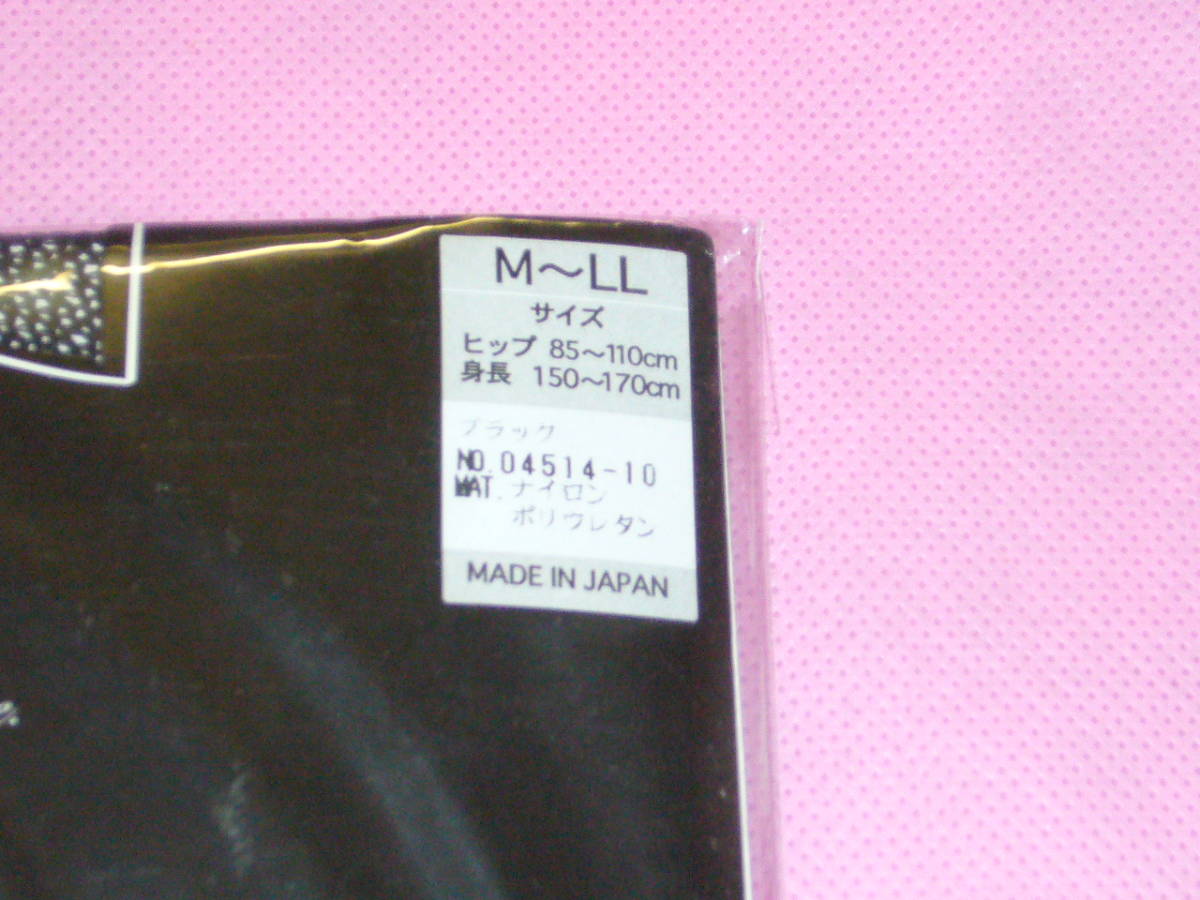 M〜LL
サイズ
ヒップ 85〜110cm
身長 150〜170cm
ブラック
NO.04514-10
MAT.ナイロン
ポリウレタン
MADE IN JAPAN